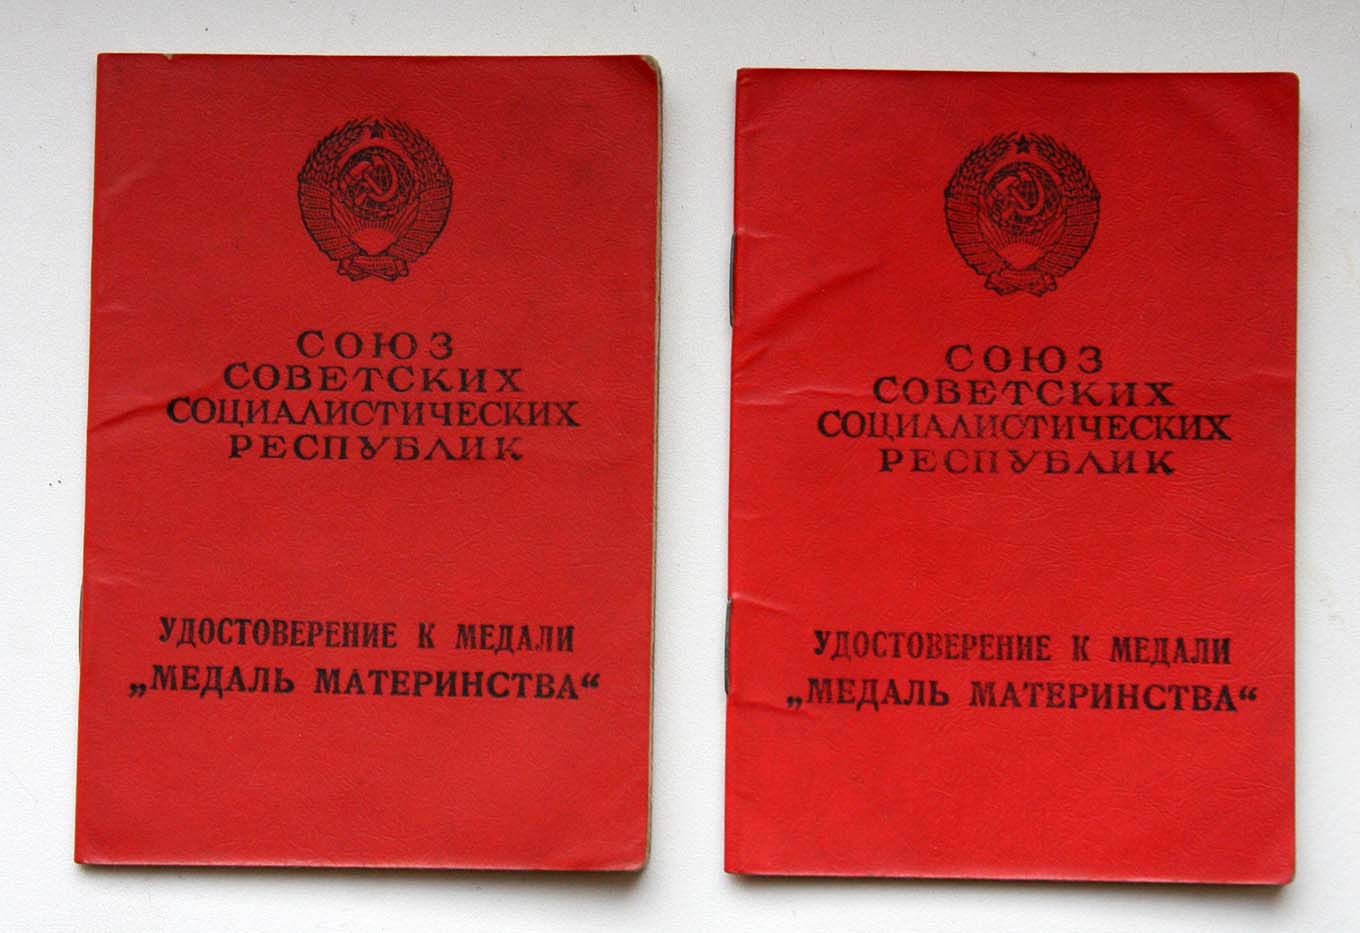 СОЮЗ
СОВЕТСКИХ
СОЦИАЛИСТИЧЕСКИХ
РЕСПУБЛИК
УДОСТОВЕРЕНИЕ К МЕДАЛИ
„МЕДАЛЬ МАТЕРИНСТВА“
СОЮЗ
СОВЕТСКИХ
СОЦИАЛИСТИЧЕСКИХ
РЕСПУБЛИК
УДОСТОВЕРЕНИЕ К МЕДАЛИ
„МЕДАЛЬ МАТЕРИНСТВА“